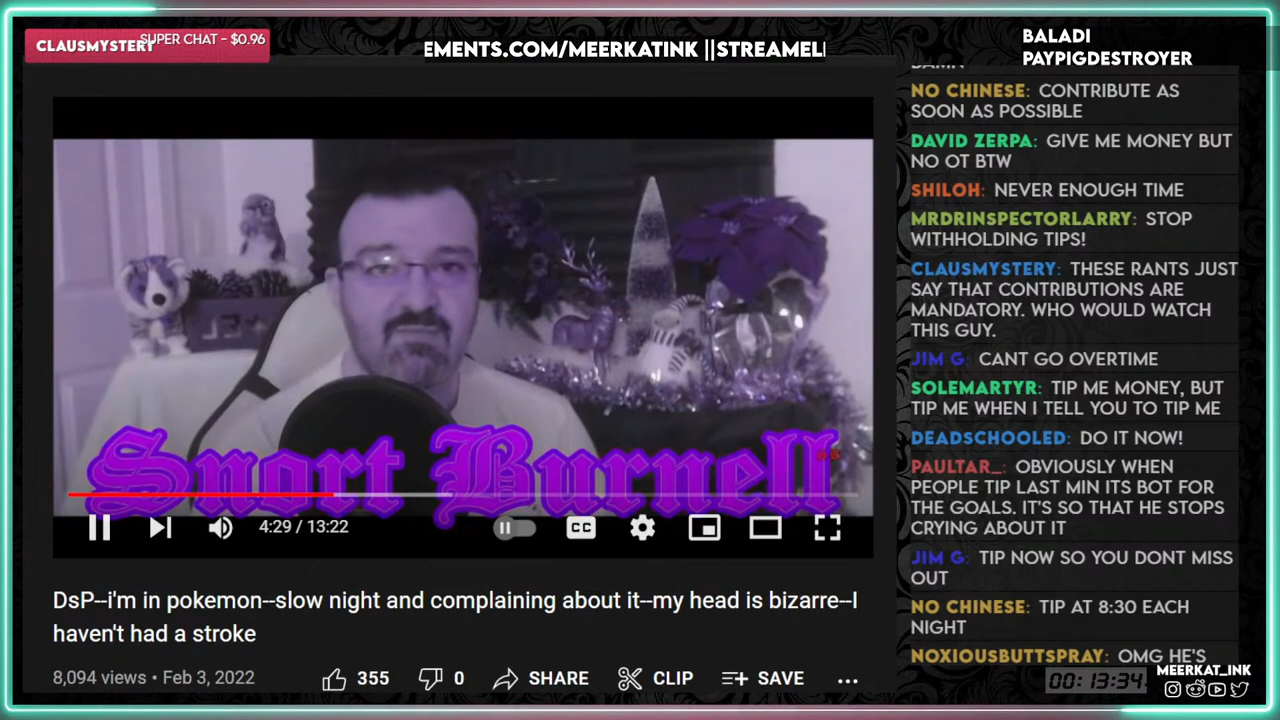 CLAUSMYSTERY
SUPER CHAT - $0.96
EMENTS.COM/MEERKATINK ||STREAMEL
BALADI
PAYPIGDESTROYER
Snort Burnell
4:29 / 13:22
CC
DsP--i'm in pokemon--slow night and complaining about it--my head is bizarre--I
haven't had a stroke
8,094 views • Feb 3, 2022
355
0
SHARE
CLIP
SAVE
DAMN
NO CHINESE: CONTRIBUTE AS
SOON AS POSSIBLE
DAVID ZERPA: GIVE ME MONEY BUT
NO OT BTW
SHILOH: NEVER ENOUGH TIME
MRDRINSPECTORLARRY: STOP
WITHHOLDING TIPS!
CLAUSMYSTERY: THESE RANTS JUST
SAY THAT CONTRIBUTIONS ARE
MANDATORY. WHO WOULD WATCH
THIS GUY.
JIM G: CANT GO OVERTIME
SOLEMARTYR: TIP ME MONEY, BUT
TIP ME WHEN I TELL YOU TO TIP ME
DEADSCHOOLED: DO IT NOW!
PAULTAR_: OBVIOUSLY WHEN
PEOPLE TIP LAST MIN ITS BOT FOR
THE GOALS. IT'S SO THAT HE STOPS
CRYING ABOUT IT
JIM G: TIP NOW SO YOU DONT MISS
OUT
NO CHINESE: TIP AT 8:30 EACH
NIGHT
NOXIOUSBUTTSPRAY: OMG HE'S
MEERKAT_INK
00: 13:34